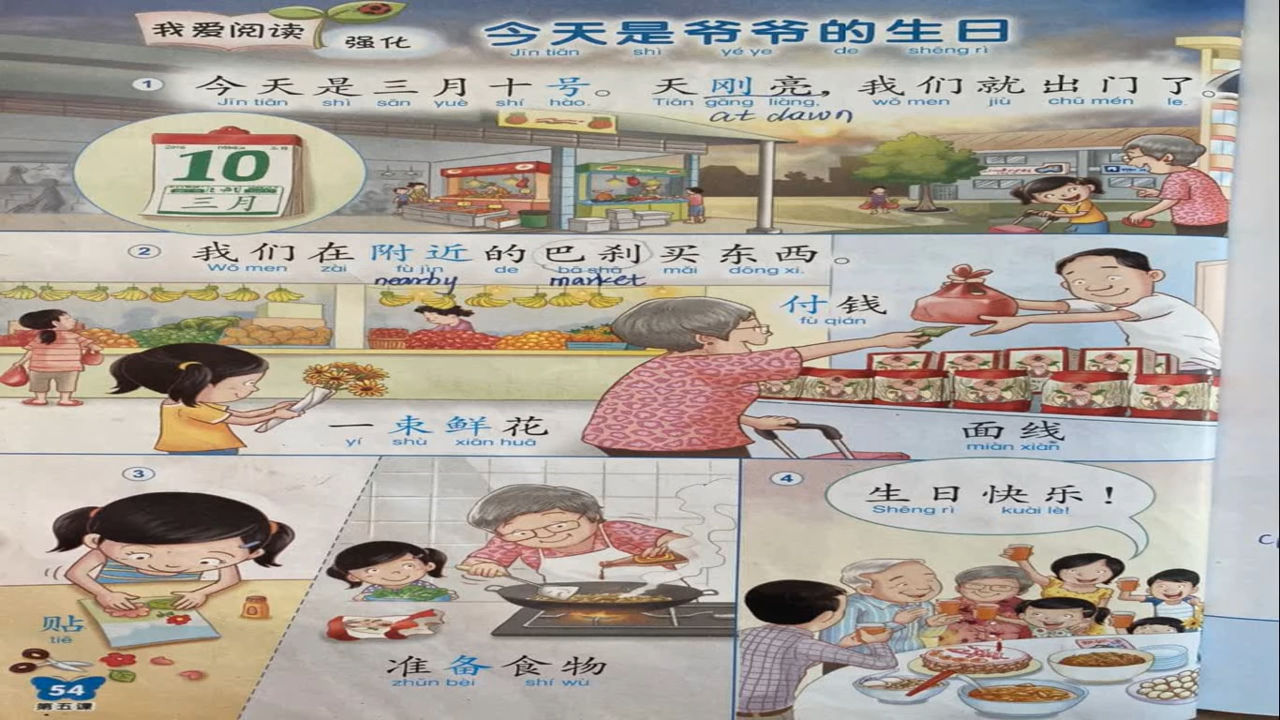 我爱阅读
强化
今天是爷爷的生日
Jīn tiān shì yé ye de shēng rì
1 今天是三月十号。天刚亮，我们就出门了。
Jīn tiān shì sān yuè shí hào. Tiān gāng liàng, wǒ men jiù chū mén le.
at dawn
10
三月
2 我们在附近的巴刹买东西。
Wǒ men zài fù jìn de bā shā mǎi dōng xi.
nearby market
付钱
fù qián
一束鲜花
yí shù xiān huā
面线
miàn xiàn
3
贴
tiē
准备食物
zhǔn bèi shí wù
4
生日快乐！
Shēng rì kuài lè!
54
第五课